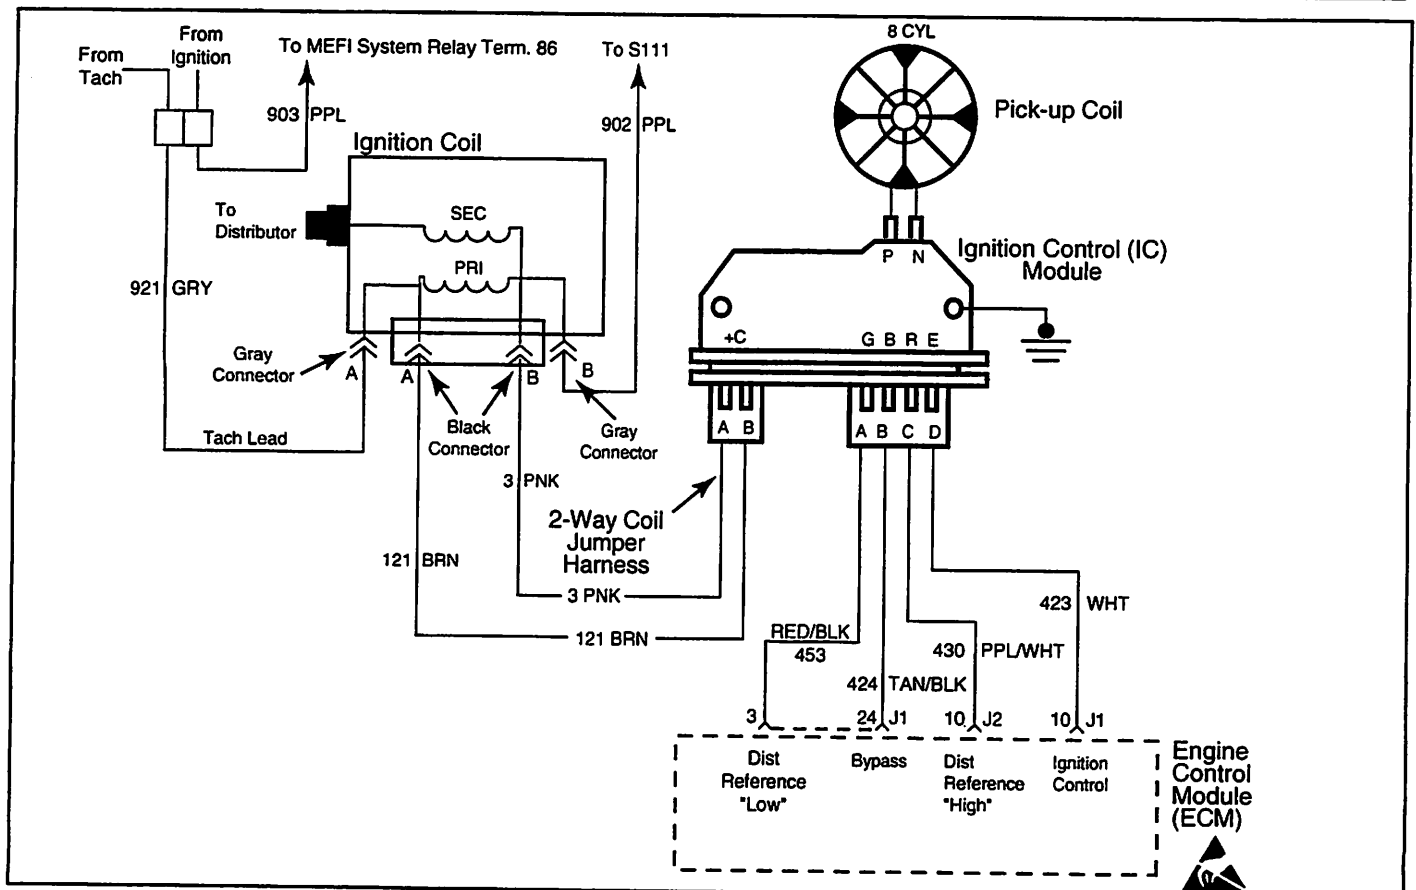 8 CYL
From
Tach
From
Ignition
To MEFI System Relay Term. 86
To S111
903 PPL
902 PPL
Pick-up Coil
Ignition Coil
To
Distributor
SEC
PRI
921 GRY
P N
Ignition Control (IC)
Module
+C
G B R E
Gray
Connector
A
A
B
B
Black
Connector
Gray
Connector
Tach Lead
A B
A B C D
3 PNK
2-Way Coil
Jumper
Harness
121 BRN
3 PNK
121 BRN
423 WHT
RED/BLK
453
430 PPL/WHT
424 TAN/BLK
3
24 J1
10 J2
10 J1
Dist
Reference
"Low"
Bypass
Dist
Reference
"High"
Ignition
Control
Engine
Control
Module
(ECM)